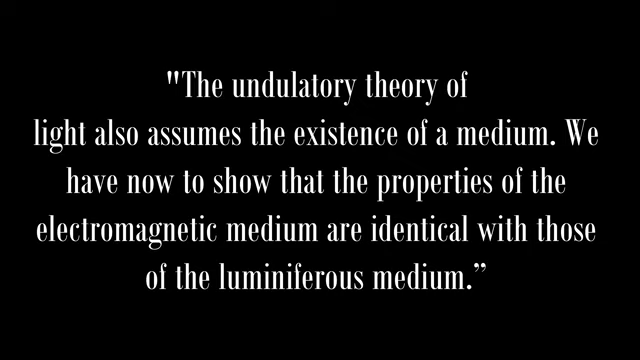 "The undulatory theory of
light also assumes the existence of a medium. We
have now to show that the properties of the
electromagnetic medium are identical with those
of the luminiferous medium.”